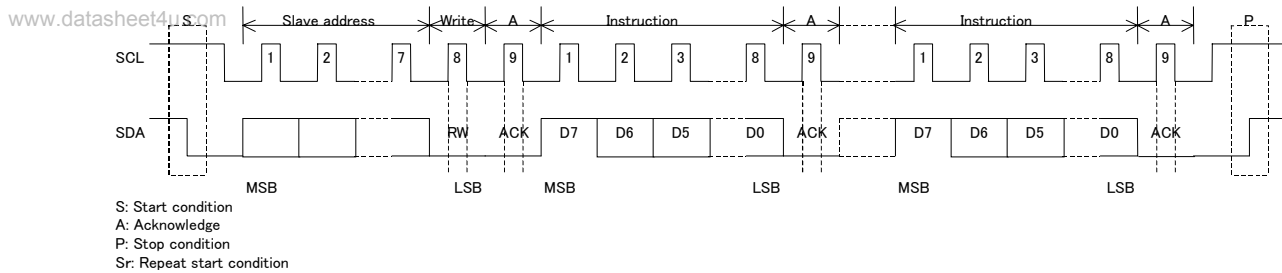 www.datasheet4u.com
S Slave address Write A Instruction A Instruction A P
SCL 1 2 7 8 9 1 2 3 8 9 1 2 3 8 9
SDA RW ACK D7 D6 D5 D0 ACK D7 D6 D5 D0 ACK
MSB LSB MSB LSB MSB LSB
S: Start condition
A: Acknowledge
P: Stop condition
Sr: Repeat start condition